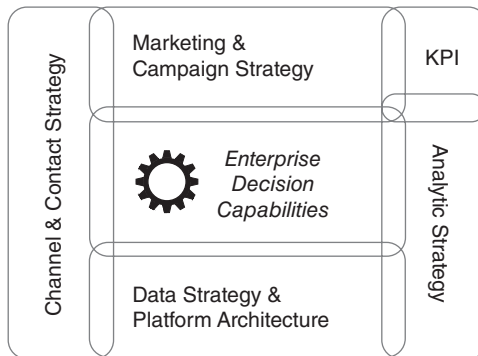 Channel & Contact Strategy
Marketing &
Campaign Strategy
KPI
Enterprise
Decision
Capabilities
Analytic Strategy
Data Strategy &
Platform Architecture